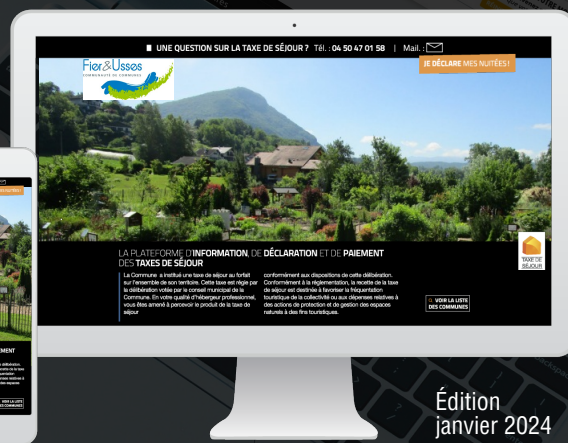 UNE QUESTION SUR LA TAXE DE SÉJOUR ? Tél. : 04 50 47 01 58 | Mail. :
JE DÉCLARE MES NUITÉES !
Fier&Usses
COMMUNAUTÉ DE COMMUNES
LA PLATEFORME D'INFORMATION, DE DÉCLARATION ET DE PAIEMENT
DES TAXES DE SÉJOUR
La Commune a institué une taxe de séjour au forfait
sur l'ensemble de son territoire. Cette taxe est régie par
la délibération votée par le conseil municipal de la
Commune. En votre qualité d'hébergeur professionnel,
vous êtes amené à percevoir le produit de la taxe de
séjour
conformément aux dispositions de cette délibération.
Conformément à la réglementation, la recette de la taxe
de séjour est destinée à favoriser la fréquentation
touristique de la collectivité ou aux dépenses relatives à
des actions de protection et de gestion des espaces
naturels à des fins touristiques.
TAXE DE
SÉJOUR
VOIR LA LISTE
DES COMMUNES
VOIR LA LISTE
DES COMMUNES
Édition
janvier 2024